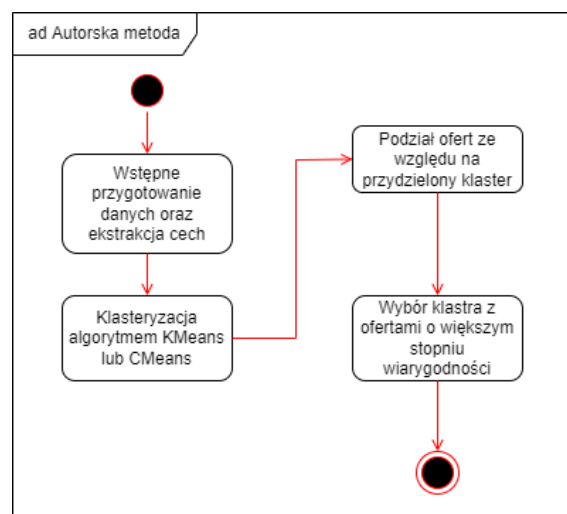 ad Autorska metoda
Wstępne
przygotowanie
danych oraz
ekstrakcja cech
Klasteryzacja
algorytmem KMeans
lub CMeans
Podział ofert ze
względu na
przydzielony klaster
Wybór klastra z
ofertami o większym
stopniu
wiarygodności